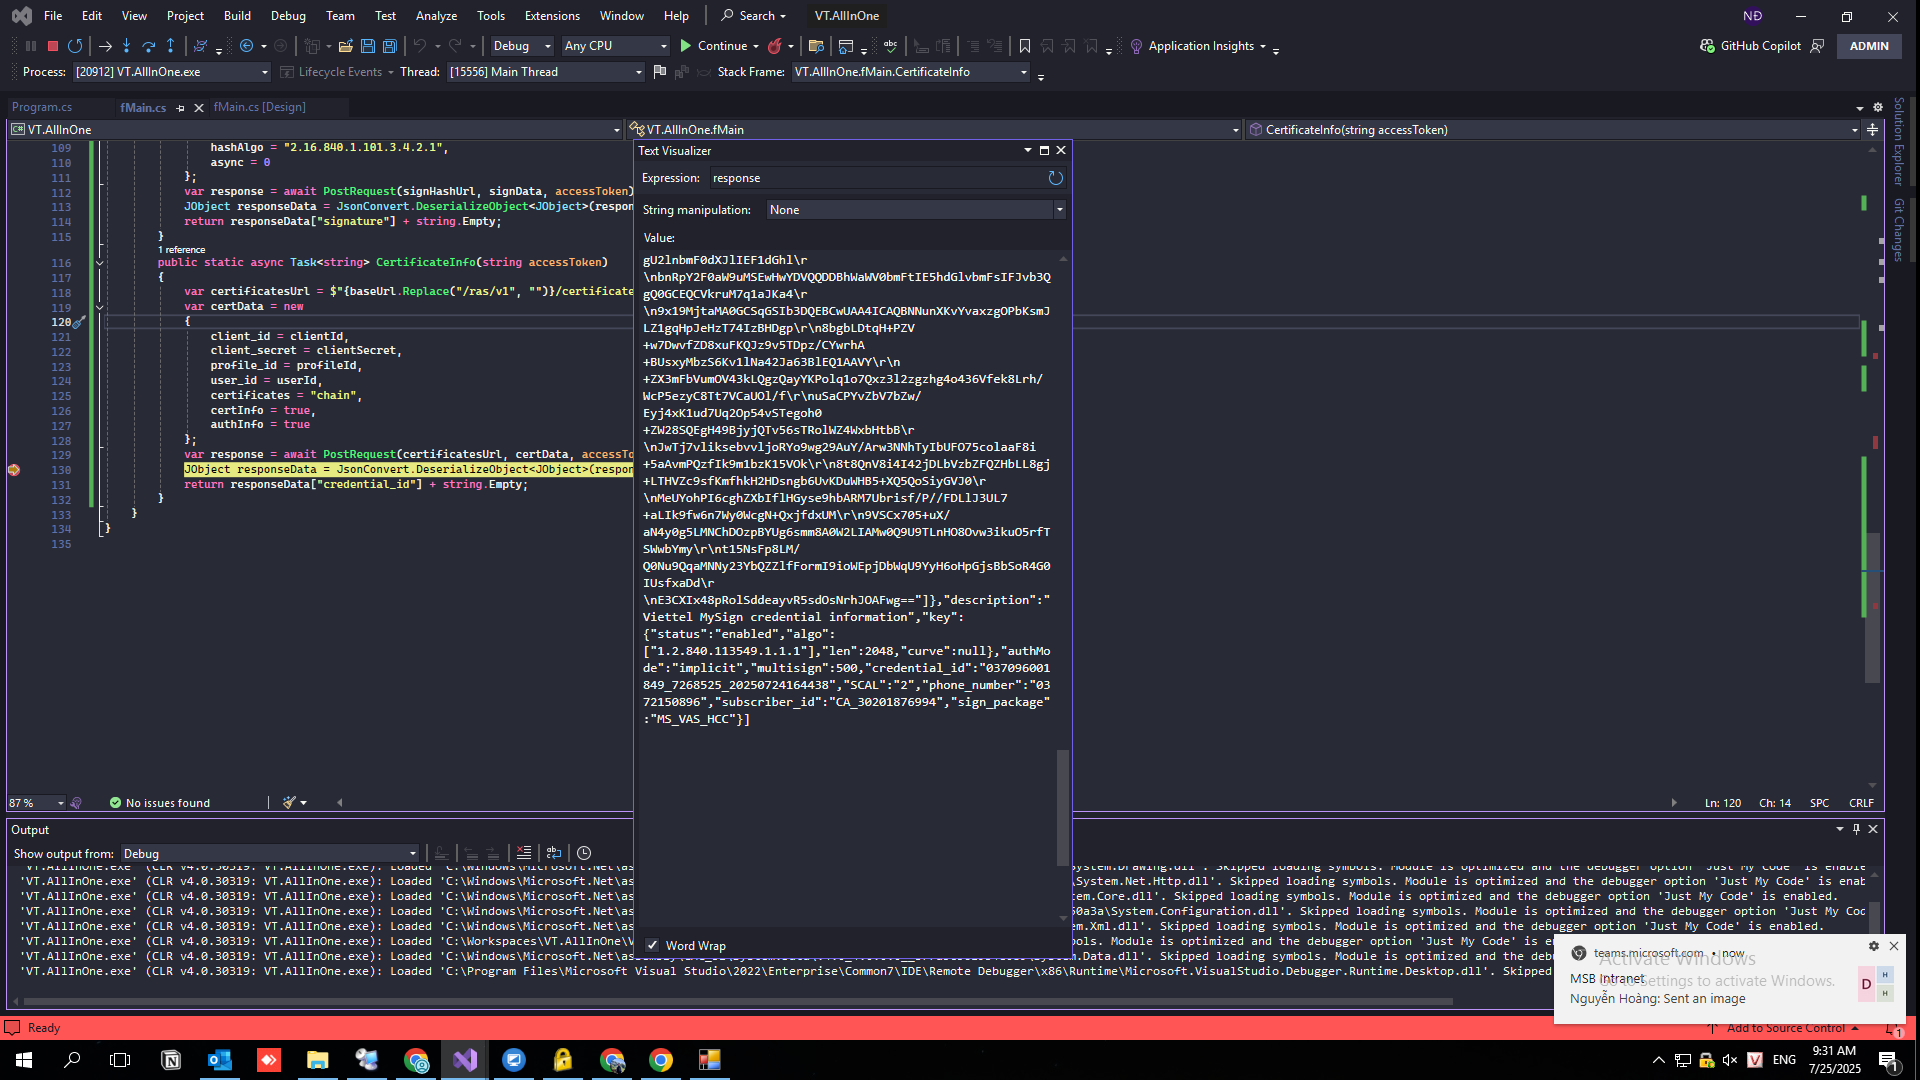 File Edit View Project Build Debug Team Test Analyze Tools Extensions Window Help Search VT.AllInOne NĐ
Debug Any CPU Continue Application Insights GitHub Copilot ADMIN
Process: [20912] VT.AllInOne.exe Lifecycle Events Thread: [15556] Main Thread Stack Frame: VT.AllInOne.fMain.CertificateInfo
Program.cs fMain.cs fMain.cs [Design]
VT.AllInOne VT.AllInOne.fMain CertificateInfo(string accessToken)
Solution Explorer
Git Changes
109 hashAlgo = "2.16.840.1.101.3.4.2.1",
110 async = 0
111 };
112 var response = await PostRequest(signHashUrl, signData, accessToken)
113 JObject responseData = JsonConvert.DeserializeObject<JObject>(respon
114 return responseData["signature"] + string.Empty;
115 }
1 reference
116 public static async Task<string> CertificateInfo(string accessToken)
117 {
118 var certificatesUrl = $"{baseUrl.Replace("/ras/v1", "")}/certificate
119 var certData = new
120 {
121 client_id = clientId,
122 client_secret = clientSecret,
123 profile_id = profileId,
124 user_id = userId,
125 certificates = "chain",
126 certInfo = true,
127 authInfo = true
128 };
129 var response = await PostRequest(certificatesUrl, certData, accessTo
130 JObject responseData = JsonConvert.DeserializeObject<JObject>(respon
131 return responseData["credential_id"] + string.Empty;
132 }
133 }
134 }
135
Text Visualizer
Expression: response
String manipulation: None
Value:
gU2lnbmF0dXJlIEF1dGhl\r
\nbnRpY2F0aW9uMSEwHwYDVQQDDBhWaWV0bmFtIE5hdGlvbmFsIFJvb3Q
gQ0GCEQCVkruM7q1aJKa4\r
\n9x19MjtaMA0GCSqGSIb3DQEBCwUAA4ICAQBNNunXKvYvaxzgOPbKsmJ
LZ1gqHpJeHzT74IzBHDgp\r\n8bgbLDtqH+PZV
+w7DwvfZD8xuFKQJz9v5TDpz/CYwrhA
+BUsxyMbzS6Kv1lNa42Ja63BlEQ1AAVY\r\n
+ZX3mFbVumOV43kLQgzQayYKPolq1o7Qxz3l2zgzhg4o436Vfek8Lrh/
WcP5ezyC8Tt7VCaUOl/f\r\nuSaCPYvZbV7bZw/
Eyj4xK1ud7Uq2Op54vSTegoh0
+ZW28SQEgH49BjyjQTv56sTRolWZ4WxbHtbB\r
\nJwTj7vliksebvvljoRYo9wg29AuY/Arw3NNhTyIbUFO75colaaF8i
+5aAvmPQzfIk9m1bzK15VOk\r\n8t8QnV8i4I42jDLbVzbZFQZHbLL8gj
+LTHVZc9sfKmfhkH2HDsngb6UvKDuWHB5+XQ5QoSiyGVJ0\r
\nMeUYohPI6cghZXbIflHGyse9hbARM7Ubrisf/P//FDLlJ3UL7
+aLIk9fw6n7Wy0WcgN+QxjfdxUM\r\n9VSCx705+uX/
aN4y0g5LMNChDOzpBYUg6smm8A0W2LIAMw0Q9U9TLnHO8Ovw3ikuO5rfT
SWwbYmy\r\nt15NsFp8LM/
Q0Nu9QqaMNNy23YbQZZlfFormI9ioWEpjDbWqU9YyH6oHpGjsBbSoR4G0
IUsfxaDd\r
\nE3CXIx48pRolSddeayvR5sdOsNrhJOAFwg=="]},"description":"
Viettel MySign credential information","key":
{"status":"enabled","algo":
["1.2.840.113549.1.1.1"],"len":2048,"curve":null},"authMo
de":"implicit","multisign":500,"credential_id":"037096001
849_7268525_20250724164438","SCAL":"2","phone_number":"03
72150896","subscriber_id":"CA_30201876994","sign_package"
:"MS_VAS_HCC"}]
Word Wrap
87 % No issues found Ln: 120 Ch: 14 SPC CRLF
Output
Show output from: Debug
'VT.AllInOne.exe' (CLR v4.0.30319: VT.AllInOne.exe): Loaded 'C:\Windows\Microsoft.Net\as System.Drawing.dll'. Skipped loading symbols. Module is optimized and the debugger option 'Just My Code' is enable
'VT.AllInOne.exe' (CLR v4.0.30319: VT.AllInOne.exe): Loaded 'C:\Windows\Microsoft.Net\as \System.Net.Http.dll'. Skipped loading symbols. Module is optimized and the debugger option 'Just My Code' is enab
'VT.AllInOne.exe' (CLR v4.0.30319: VT.AllInOne.exe): Loaded 'C:\Windows\Microsoft.Net\as tem.Core.dll'. Skipped loading symbols. Module is optimized and the debugger option 'Just My Code' is enabled.
'VT.AllInOne.exe' (CLR v4.0.30319: VT.AllInOne.exe): Loaded 'C:\Windows\Microsoft.Net\as 50a3a\System.Configuration.dll'. Skipped loading symbols. Module is optimized and the debugger option 'Just My Coc
'VT.AllInOne.exe' (CLR v4.0.30319: VT.AllInOne.exe): Loaded 'C:\Windows\Microsoft.Net\as em.Xml.dll'. Skipped loading symbols. Module is optimized and the debugger option 'Just My Code' is enabled.
'VT.AllInOne.exe' (CLR v4.0.30319: VT.AllInOne.exe): Loaded 'C:\Workspaces\VT.AllInOne\V bols. Module is optimized and the debugger option 'Just My Code' is en
'VT.AllInOne.exe' (CLR v4.0.30319: VT.AllInOne.exe): Loaded 'C:\Windows\Microsoft.Net\as .Data.dll'. Skipped loading symbols. Module is optimized and the debu
'VT.AllInOne.exe' (CLR v4.0.30319: VT.AllInOne.exe): Loaded 'C:\Program Files\Microsoft Visual Studio\2022\Enterprise\Common7\IDE\Remote Debugger\x86\Runtime\Microsoft.VisualStudio.Debugger.Runtime.Desktop.dll'. Skipped
teams.microsoft.com • now
Activate Windows
MSB Intranet
Go to Settings to activate Windows.
Nguyễn Hoàng: Sent an image
D H H
Ready Add to Source Control 1
ENG 9:31 AM
7/25/2025 1